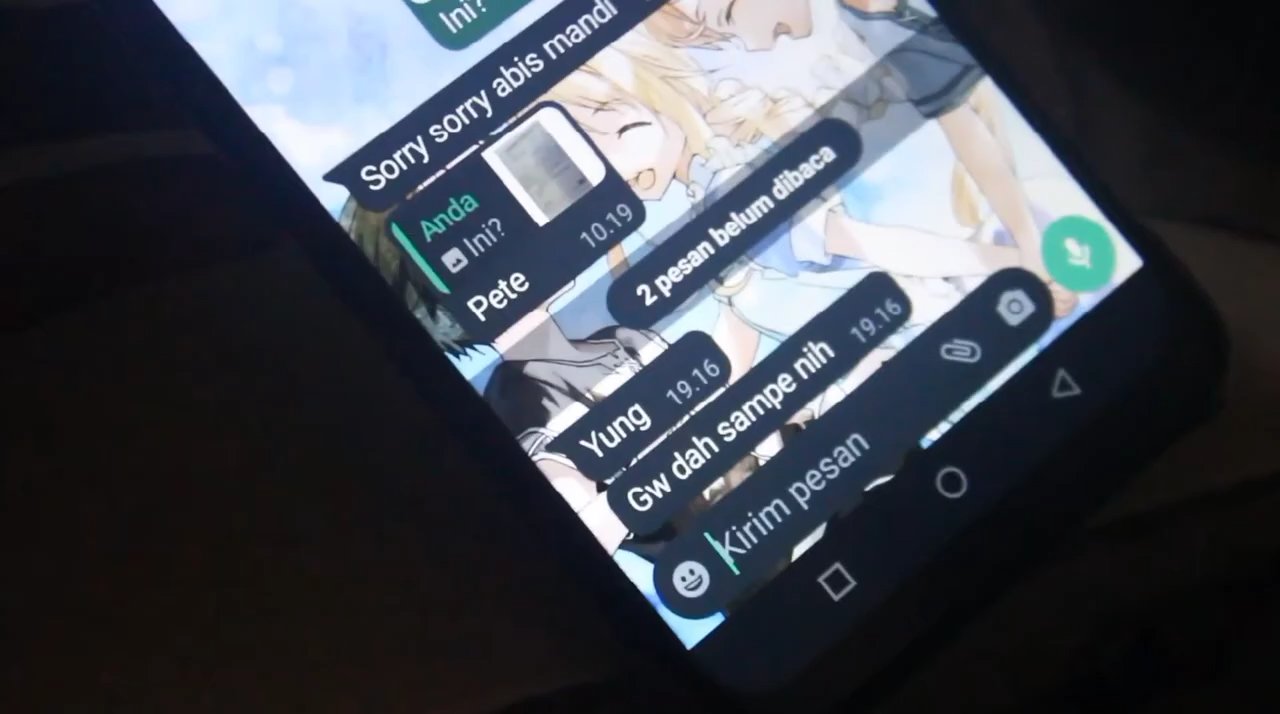 Ini?
Sorry sorry abis mandi
Anda
Ini?
10.19
Pete
2 pesan belum dibaca
Yung 19.16
Gw dah sampe nih 19.16
Kirim pesan